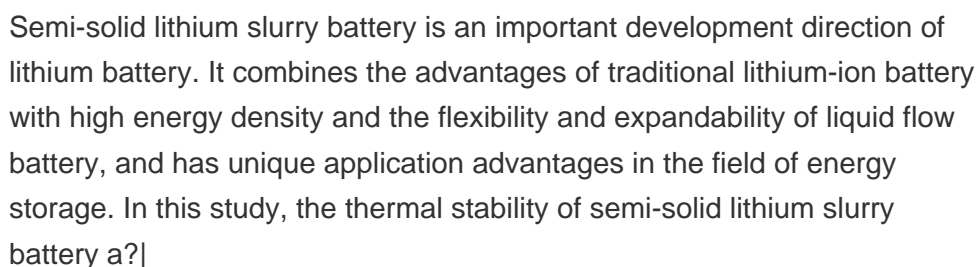 Semi-solid lithium slurry battery is an important development direction of
lithium battery. It combines the advantages of traditional lithium-ion battery
with high energy density and the flexibility and expandability of liquid flow
battery, and has unique application advantages in the field of energy
storage. In this study, the thermal stability of semi-solid lithium slurry
battery a?|